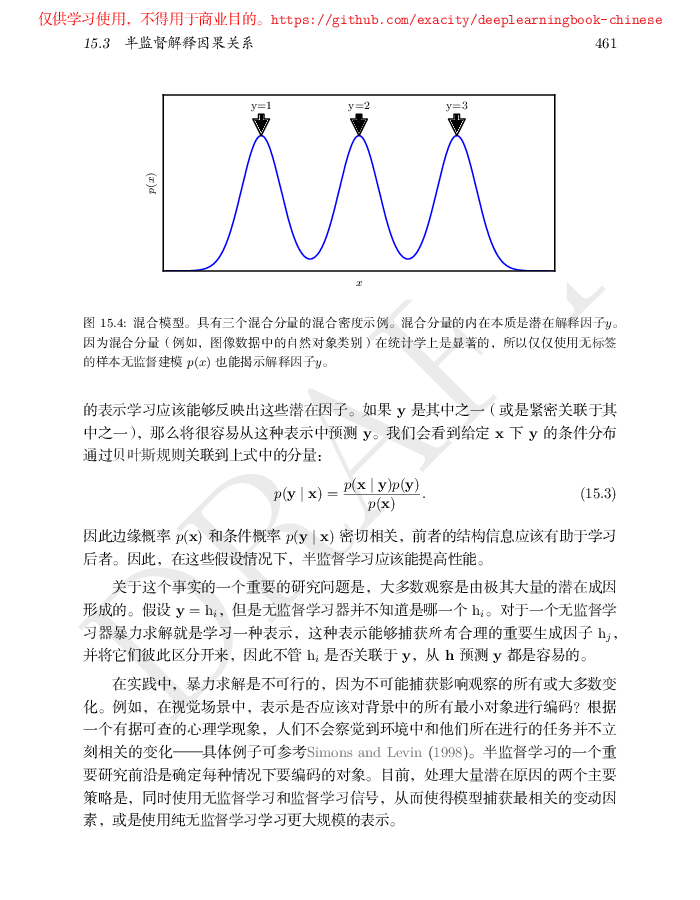 仅供学习使用，不得用于商业目的。https://github.com/exacity/deeplearningbook-chinese
15.3 半监督解释因果关系 461
y=1 y=2 y=3
p(x)
x
图 15.4: 混合模型。具有三个混合分量的混合密度示例。混合分量的内在本质是潜在解释因子y。
因为混合分量（例如，图像数据中的自然对象类别）在统计学上是显著的，所以仅仅使用无标签
的样本无监督建模 p(x) 也能揭示解释因子y。
的表示学习应该能够反映出这些潜在因子。如果 y 是其中之一（或是紧密关联于其
中之一），那么将很容易从这种表示中预测 y。我们会看到给定 x 下 y 的条件分布
通过贝叶斯规则关联到上式中的分量：
p(y | x) = p(x | y)p(y) / p(x) . (15.3)
因此边缘概率 p(x) 和条件概率 p(y | x) 密切相关，前者的结构信息应该有助于学习
后者。因此，在这些假设情况下，半监督学习应该能提高性能。
关于这个事实的一个重要的研究问题是，大多数观察是由极其大量的潜在成因
形成的。假设 y = hᵢ，但是无监督学习器并不知道是哪一个 hᵢ。对于一个无监督学
习器暴力求解就是学习一种表示，这种表示能够捕获所有合理的重要生成因子 hⱼ，
并将它们彼此区分开来，因此不管 hᵢ 是否关联于 y，从 h 预测 y 都是容易的。
在实践中，暴力求解是不可行的，因为不可能捕获影响观察的所有或大多数变
化。例如，在视觉场景中，表示是否应该对背景中的所有最小对象进行编码？根据
一个有据可查的心理学现象，人们不会察觉到环境中和他们所在进行的任务并不立
刻相关的变化——具体例子可参考Simons and Levin (1998)。半监督学习的一个重
要研究前沿是确定每种情况下要编码的对象。目前，处理大量潜在原因的两个主要
策略是，同时使用无监督学习和监督学习信号，从而使得模型捕获最相关的变动因
素，或是使用纯无监督学习学习更大规模的表示。
DRAFT